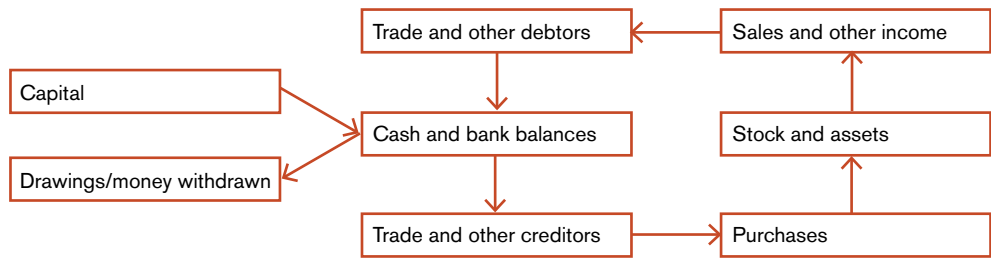 Trade and other debtors
Sales and other income
Capital
Cash and bank balances
Stock and assets
Drawings/money withdrawn
Trade and other creditors
Purchases